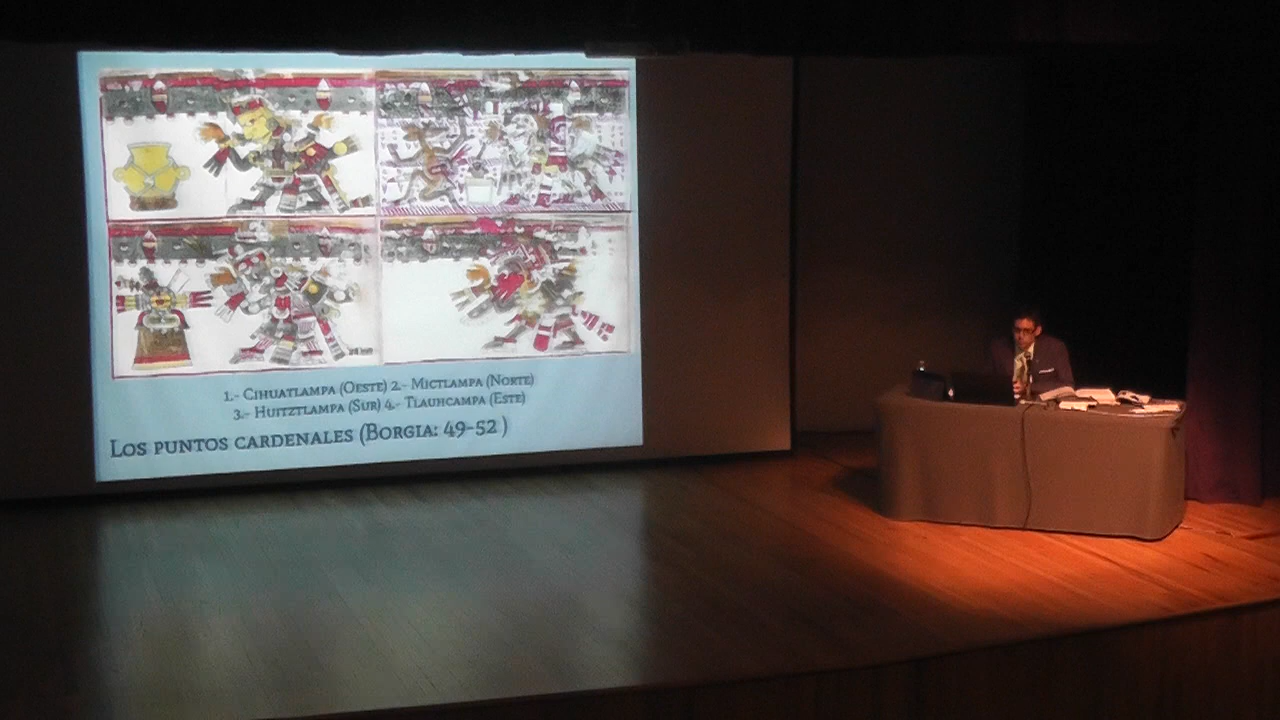 1.- Cihuatlampa (Oeste) 2.- Mictlampa (Norte)
3.- Huitztlampa (Sur) 4.- Tlauhcampa (Este)
Los puntos cardenales (Borgia: 49-52 )